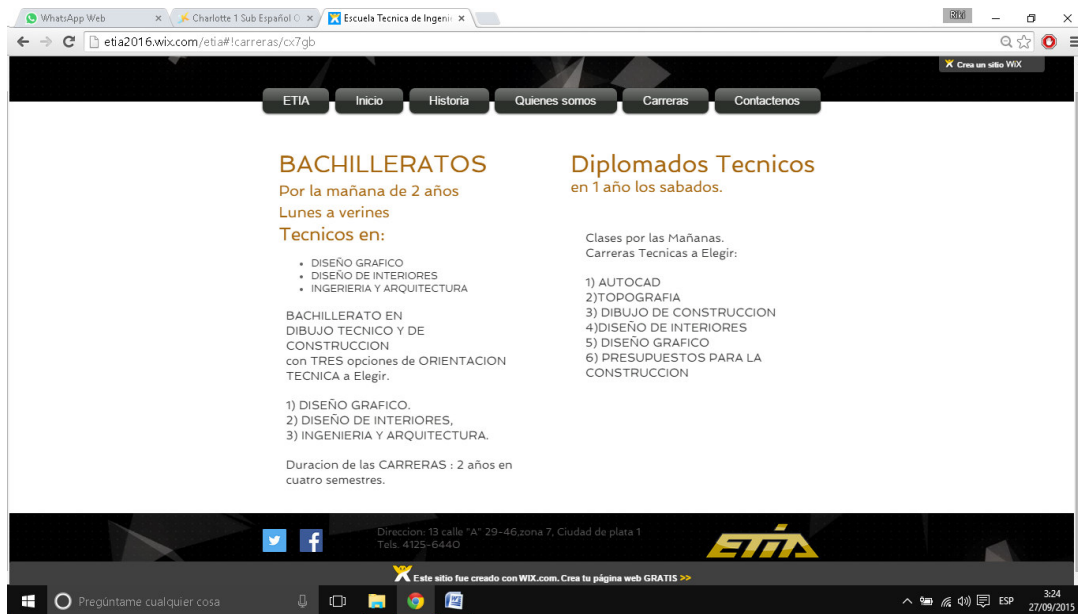 WhatsApp Web
Charlotte 1 Sub Español O
Escuela Tecnica de Ingeni
Riki
etia2016.wix.com/etia#!carreras/cx7gb
Crea un sitio WiX
ETIA
Inicio
Historia
Quienes somos
Carreras
Contactenos
BACHILLERATOS
Por la mañana de 2 años
Lunes a verines
Tecnicos en:
• DISEÑO GRAFICO
• DISEÑO DE INTERIORES
• INGERIERIA Y ARQUITECTURA
BACHILLERATO EN
DIBUJO TECNICO Y DE
CONSTRUCCION
con TRES opciones de ORIENTACION
TECNICA a Elegir.
1) DISEÑO GRAFICO.
2) DISEÑO DE INTERIORES,
3) INGENIERIA Y ARQUITECTURA.
Duracion de las CARRERAS : 2 años en
cuatro semestres.
Diplomados Tecnicos
en 1 año los sabados.
Clases por las Mañanas.
Carreras Tecnicas a Elegir:
1) AUTOCAD
2)TOPOGRAFIA
3) DIBUJO DE CONSTRUCCION
4)DISEÑO DE INTERIORES
5) DISEÑO GRAFICO
6) PRESUPUESTOS PARA LA
CONSTRUCCION
Direccion: 13 calle "A" 29-46,zona 7, Ciudad de plata 1
Tels. 4125-6440
ETIA
Este sitio fue creado con WIX.com. Crea tu página web GRATIS >>
Pregúntame cualquier cosa
ESP
3:24
27/09/2015